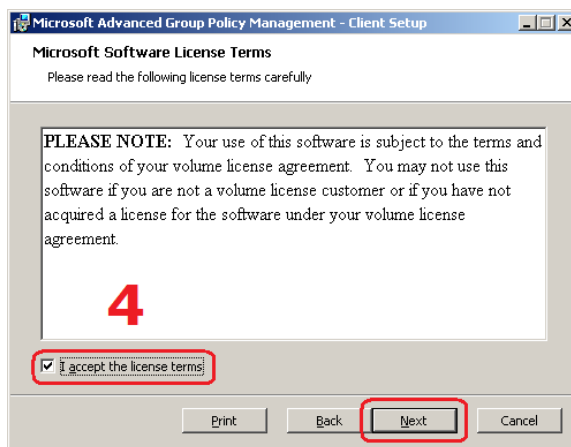 Microsoft Advanced Group Policy Management - Client Setup
Microsoft Software License Terms
Please read the following license terms carefully
PLEASE NOTE: Your use of this software is subject to the terms and
conditions of your volume license agreement. You may not use this
software if you are not a volume license customer or if you have not
acquired a license for the software under your volume license
agreement.
4
I accept the license terms
Print Back Next Cancel